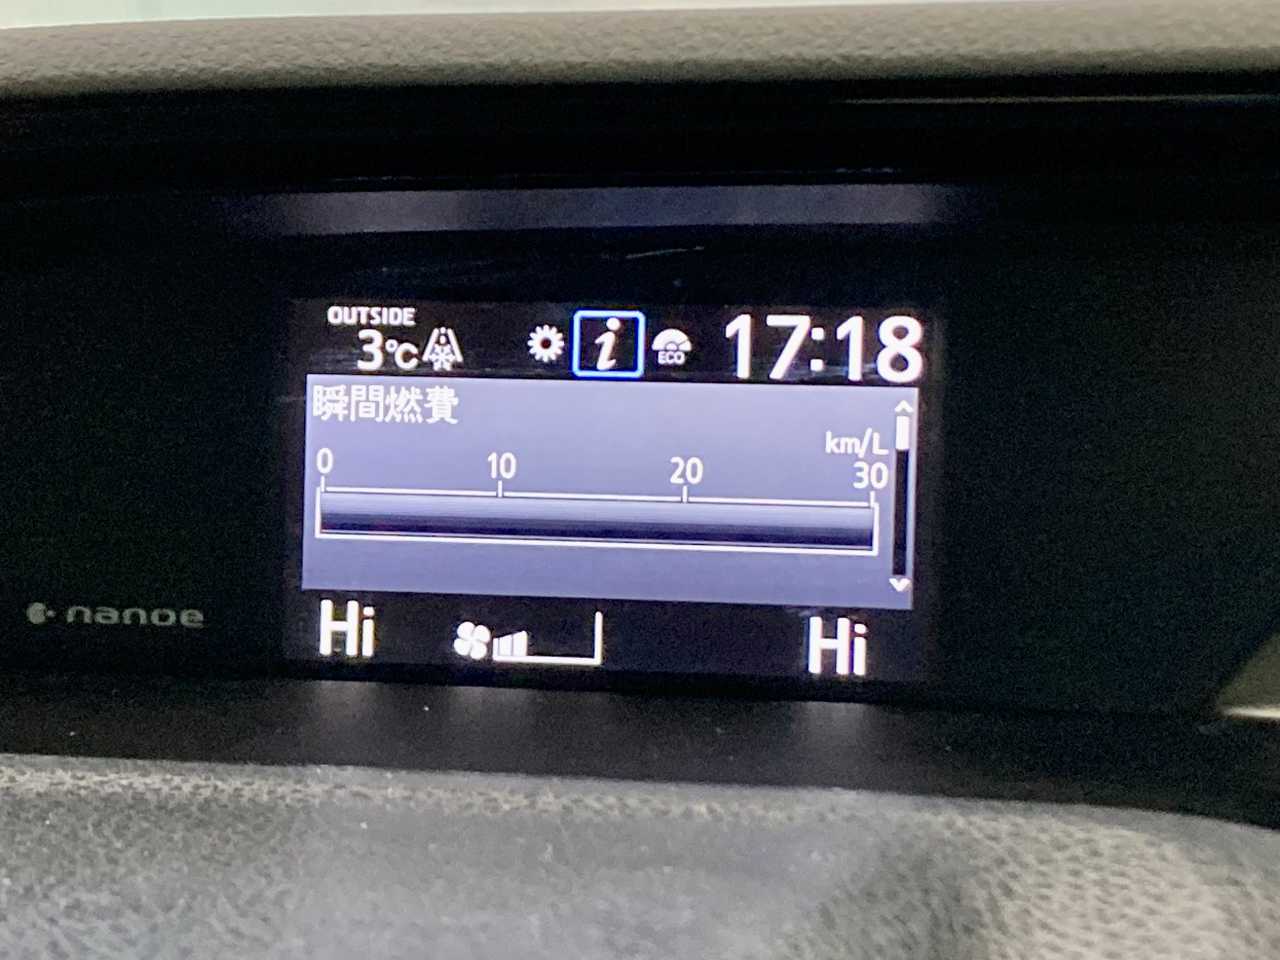 OUTSIDE
3℃
i
ECO
17:18
瞬間燃費
km/L
0 10 20 30
nanoe
Hi Hi